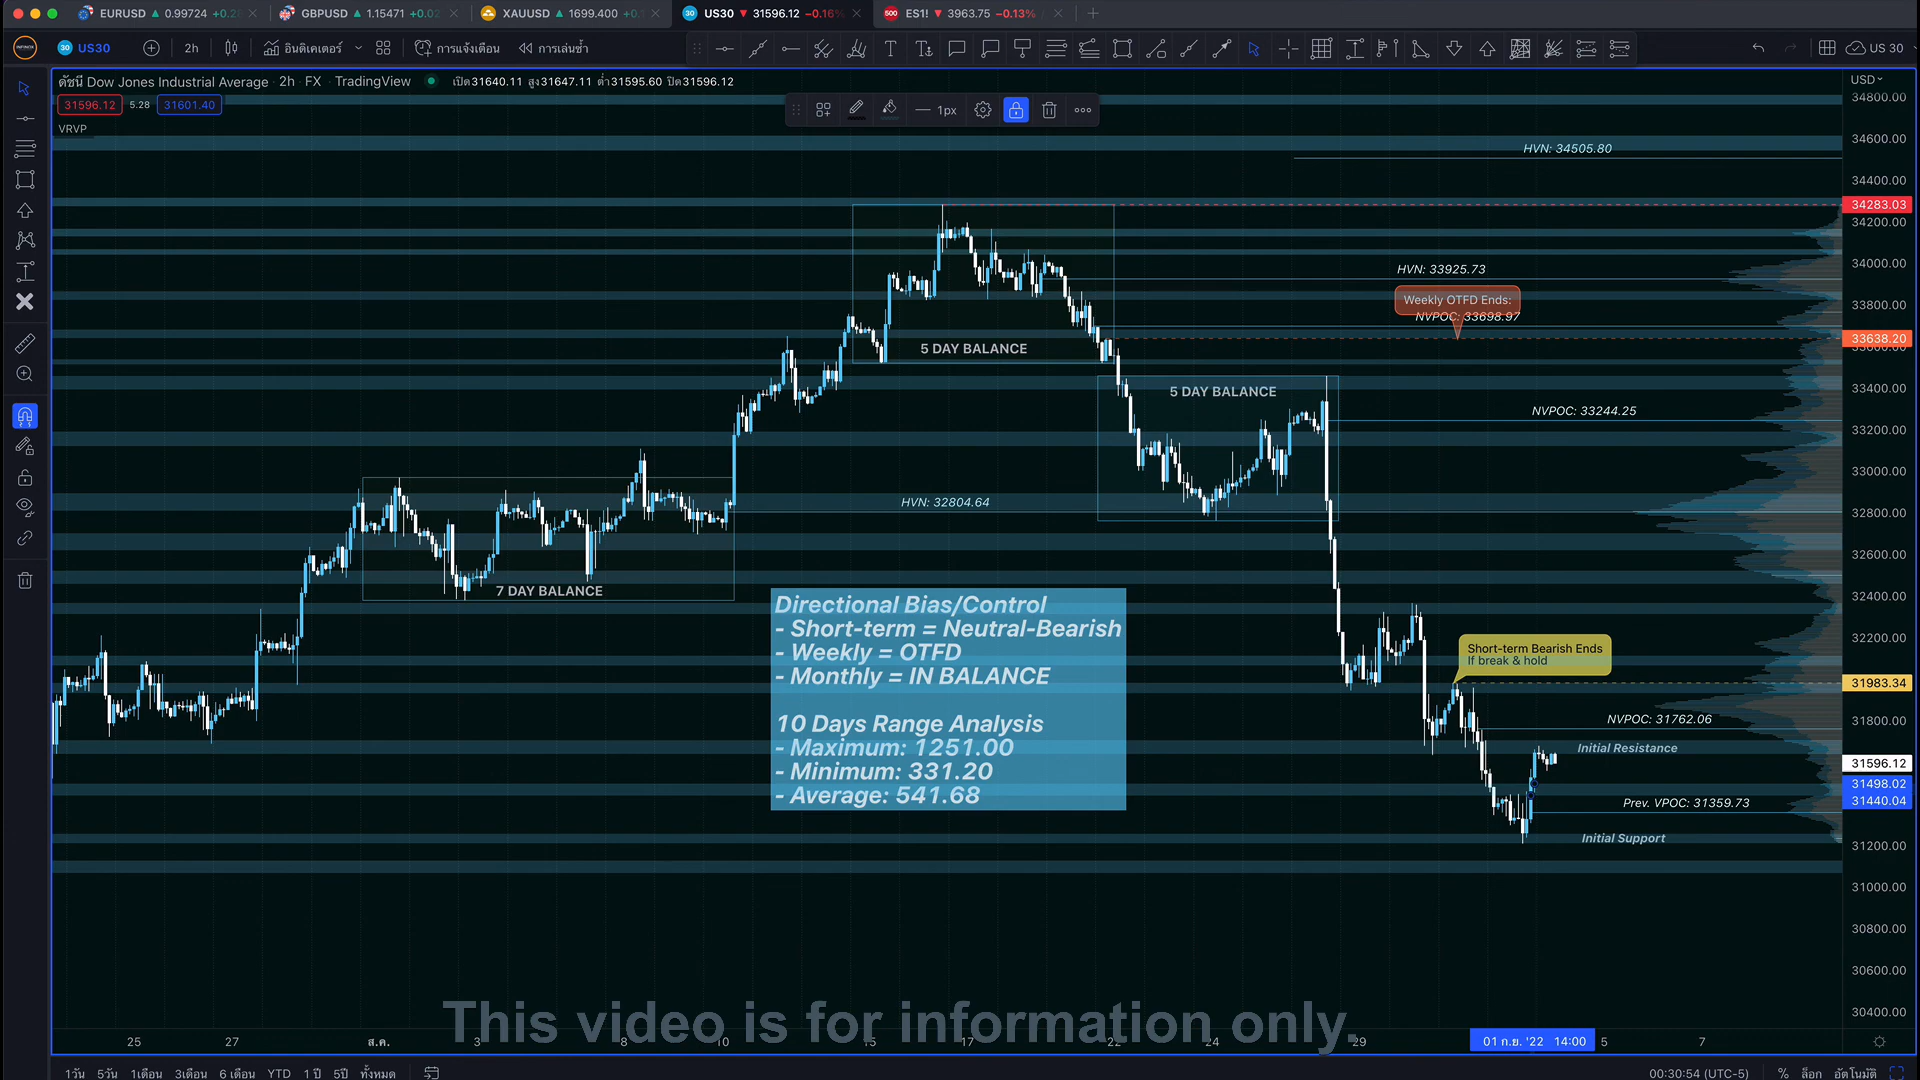 EURUSD ▲ 0.99724 +0.2
GBPUSD ▲ 1.15471 +0.02
XAUUSD ▲ 1699.400 +0.
US30 ▼ 31596.12 −0.16%
ES1! ▼ 3963.75 −0.13%
US30
2h
อินดิเคเตอร์
การแจ้งเตือน
การเล่นซ้ำ
US 30
ดัชนี Dow Jones Industrial Average · 2h · FX · TradingView
เปิด31640.11 สูง31647.11 ต่ำ31595.60 ปิด31596.12
31596.12 5.28 31601.40
VRVP
1px
USD
34800.00
34600.00
34400.00
34283.03
34200.00
34000.00
33800.00
33638.20
33600.00
33400.00
33200.00
33000.00
32800.00
32600.00
32400.00
32200.00
31983.34
31800.00
31596.12
31498.02
31440.04
31200.00
31000.00
30800.00
30600.00
30400.00
HVN: 34505.80
HVN: 33925.73
Weekly OTFD Ends:
NVPOC: 33698.97
5 DAY BALANCE
5 DAY BALANCE
NVPOC: 33244.25
HVN: 32804.64
7 DAY BALANCE
Directional Bias/Control
- Short-term = Neutral-Bearish
- Weekly = OTFD
- Monthly = IN BALANCE
10 Days Range Analysis
- Maximum: 1251.00
- Minimum: 331.20
- Average: 541.68
Short-term Bearish Ends
If break & hold
NVPOC: 31762.06
Initial Resistance
Prev. VPOC: 31359.73
Initial Support
This video is for information only.
25 27 ส.ค. 3 8 10 15 17 22 24 29 01 ก.ย. '22 14:00 5 7
1วัน 5วัน 1เดือน 3เดือน 6 เดือน YTD 1 ปี 5ปี ทั้งหมด
00:30:54 (UTC-5) % ล็อก อัตโนมัติ